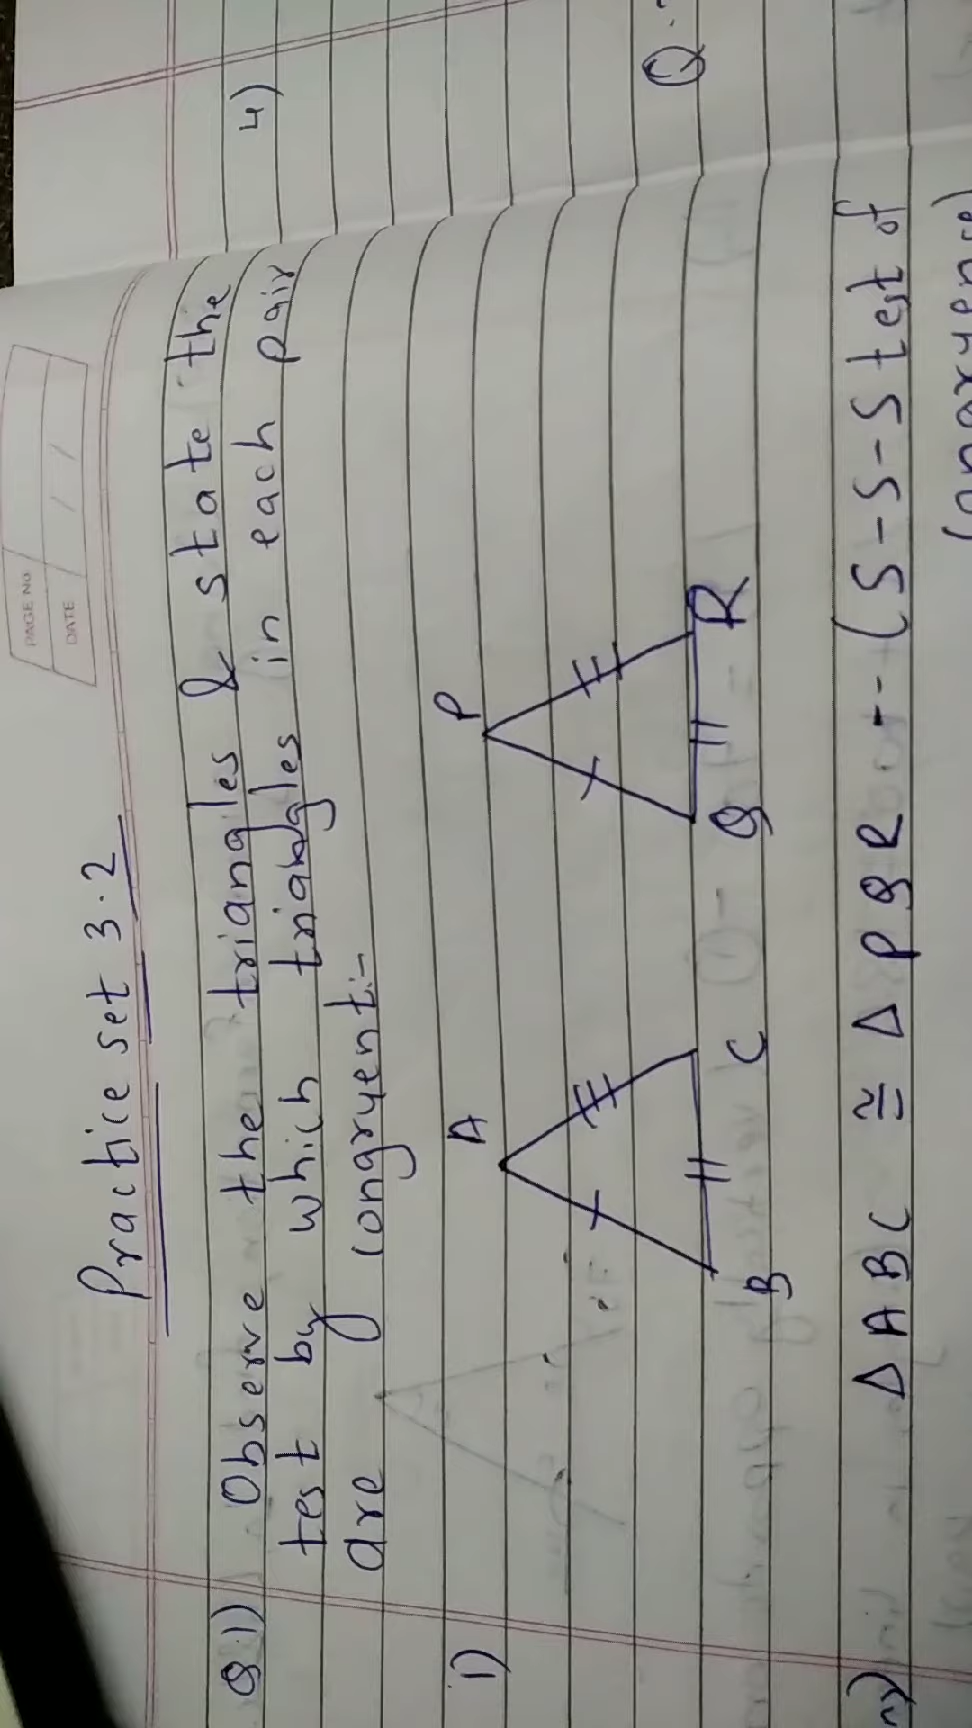 PAGE No.
DATE / /
Practice set 3.2
Q.1) Observe the triangles & state the
test by which triangles in each pair
are congruent:-
1)
A
P
B
C
Q
R
ΔABC ≅ ΔPQR --- (S-S-S test of
congruence)
4)
Q.